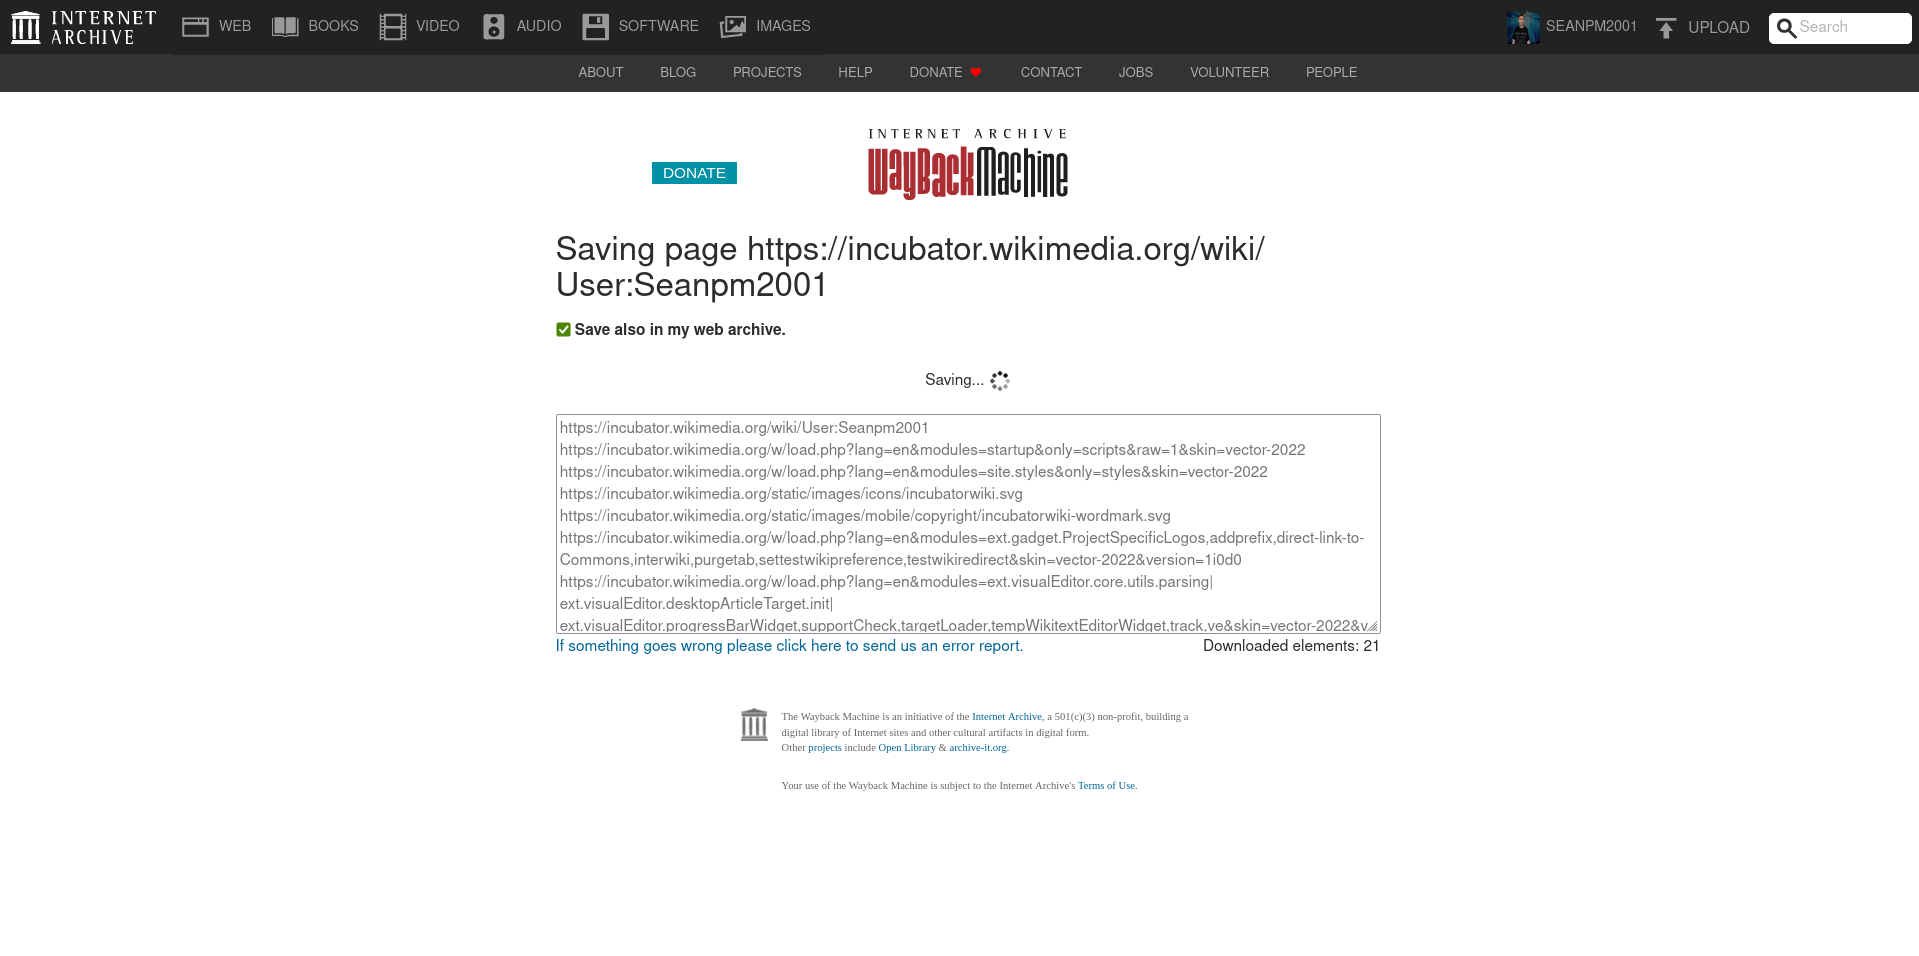 INTERNET
ARCHIVE
WEB BOOKS VIDEO AUDIO SOFTWARE IMAGES SEANPM2001 UPLOAD Search
ABOUT BLOG PROJECTS HELP DONATE CONTACT JOBS VOLUNTEER PEOPLE
INTERNET ARCHIVE
WayBackMachine
DONATE
Saving page https://incubator.wikimedia.org/wiki/
User:Seanpm2001
Save also in my web archive.
Saving...
https://incubator.wikimedia.org/wiki/User:Seanpm2001
https://incubator.wikimedia.org/w/load.php?lang=en&modules=startup&only=scripts&raw=1&skin=vector-2022
https://incubator.wikimedia.org/w/load.php?lang=en&modules=site.styles&only=styles&skin=vector-2022
https://incubator.wikimedia.org/static/images/icons/incubatorwiki.svg
https://incubator.wikimedia.org/static/images/mobile/copyright/incubatorwiki-wordmark.svg
https://incubator.wikimedia.org/w/load.php?lang=en&modules=ext.gadget.ProjectSpecificLogos,addprefix,direct-link-to-
Commons,interwiki,purgetab,settestwikipreference,testwikiredirect&skin=vector-2022&version=1i0d0
https://incubator.wikimedia.org/w/load.php?lang=en&modules=ext.visualEditor.core.utils.parsing|
ext.visualEditor.desktopArticleTarget.init|
ext.visualEditor.progressBarWidget,supportCheck,targetLoader,tempWikitextEditorWidget,track,ve&skin=vector-2022&v
If something goes wrong please click here to send us an error report. Downloaded elements: 21
The Wayback Machine is an initiative of the Internet Archive, a 501(c)(3) non-profit, building a
digital library of Internet sites and other cultural artifacts in digital form.
Other projects include Open Library & archive-it.org.
Your use of the Wayback Machine is subject to the Internet Archive's Terms of Use.